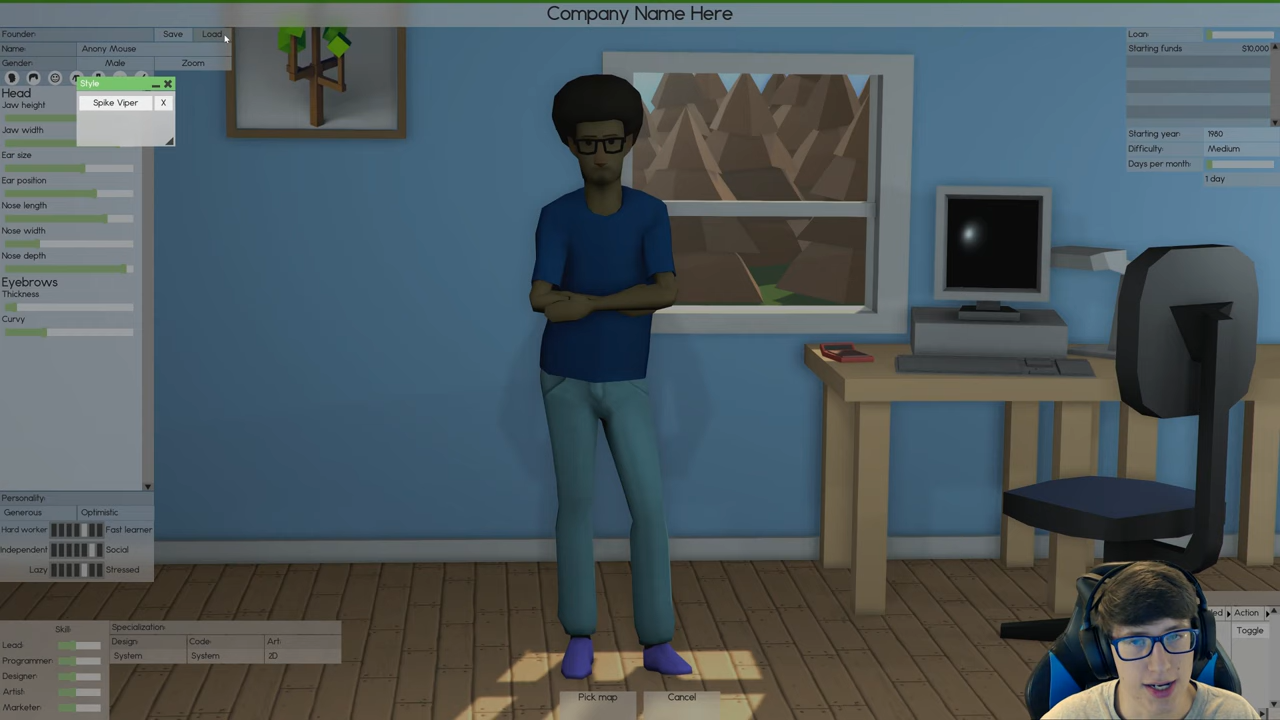 Company Name Here
Founder:
Save
Load
Name:
Anony Mouse
Gender:
Male
Zoom
Style
Spike Viper
X
Head
Jaw height
Jaw width
Ear size
Ear position
Nose length
Nose width
Nose depth
Eyebrows
Thickness
Curvy
Personality:
Generous
Optimistic
Hard worker
Fast learner
Independent
Social
Lazy
Stressed
Skill:
Lead:
Programmer:
Designer:
Artist:
Marketer:
Specialization:
Design:
Code:
Art:
System
System
2D
Pick map
Cancel
Loan:
Starting funds
$10,000
Starting year:
1980
Difficulty:
Medium
Days per month:
1 day
Action
Toggle